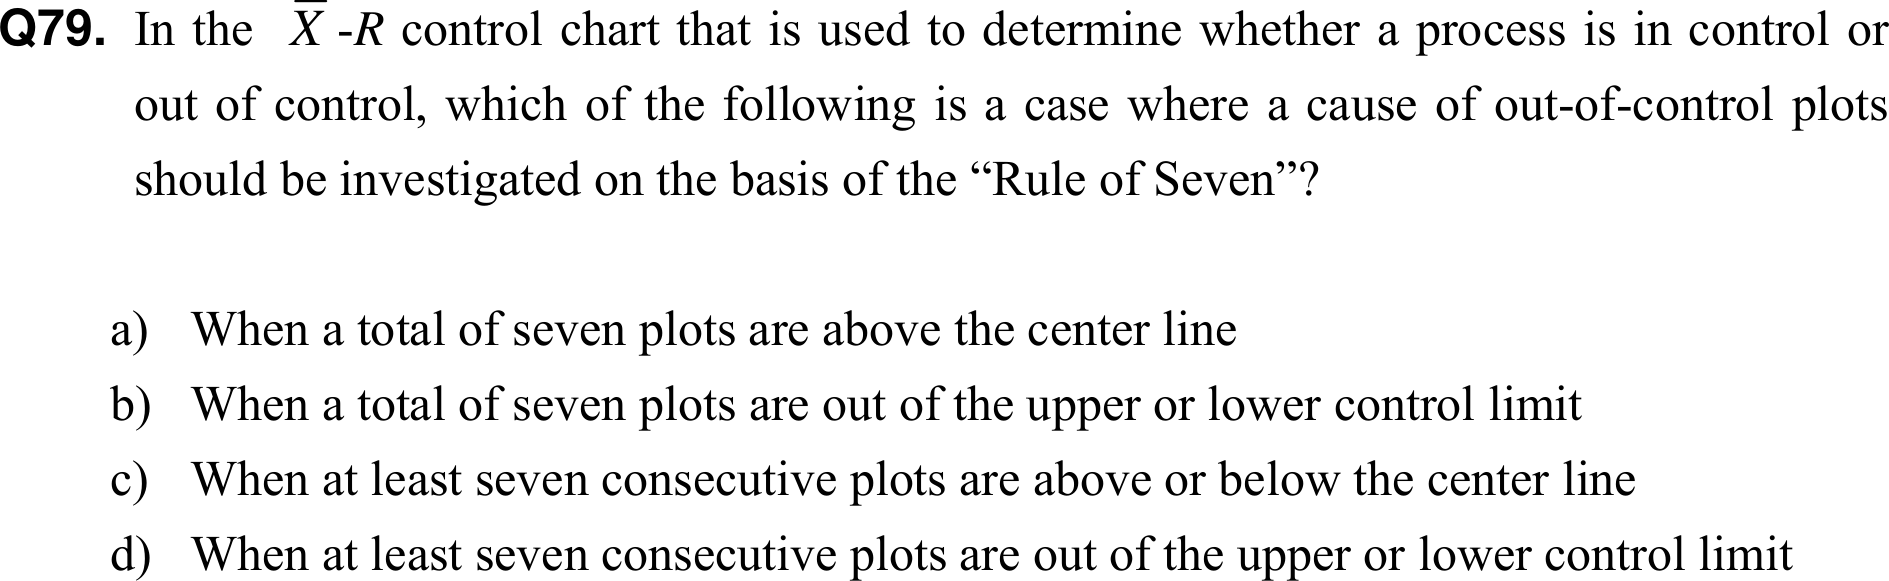 Q79. In the X̄ -R control chart that is used to determine whether a process is in control or
out of control, which of the following is a case where a cause of out-of-control plots
should be investigated on the basis of the “Rule of Seven”?
a) When a total of seven plots are above the center line
b) When a total of seven plots are out of the upper or lower control limit
c) When at least seven consecutive plots are above or below the center line
d) When at least seven consecutive plots are out of the upper or lower control limit